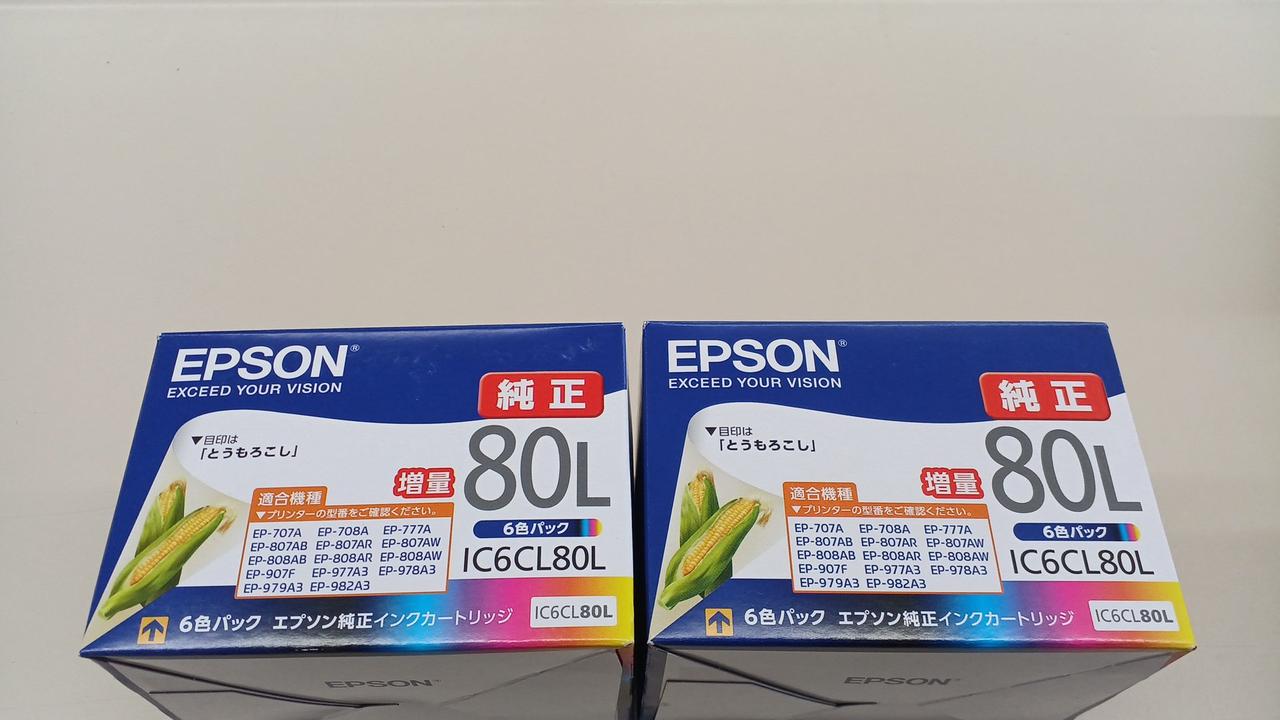 EPSON®
EXCEED YOUR VISION
純正
▼目印は
「とうもろこし」
増量
80L
適合機種
▼プリンターの型番をご確認ください。
EP-707A EP-708A EP-777A
EP-807AB EP-807AR EP-807AW
EP-808AB EP-808AR EP-808AW
EP-907F EP-977A3 EP-978A3
EP-979A3 EP-982A3
6色パック
IC6CL80L
6色パック エプソン純正インクカートリッジ
IC6CL80L
EPSON
EPSON®
EXCEED YOUR VISION
純正
▼目印は
「とうもろこし」
増量
80L
適合機種
▼プリンターの型番をご確認ください。
EP-707A EP-708A EP-777A
EP-807AB EP-807AR EP-807AW
EP-808AB EP-808AR EP-808AW
EP-907F EP-977A3 EP-978A3
EP-979A3 EP-982A3
6色パック
IC6CL80L
6色パック エプソン純正インクカートリッジ
IC6CL80L
EPSON